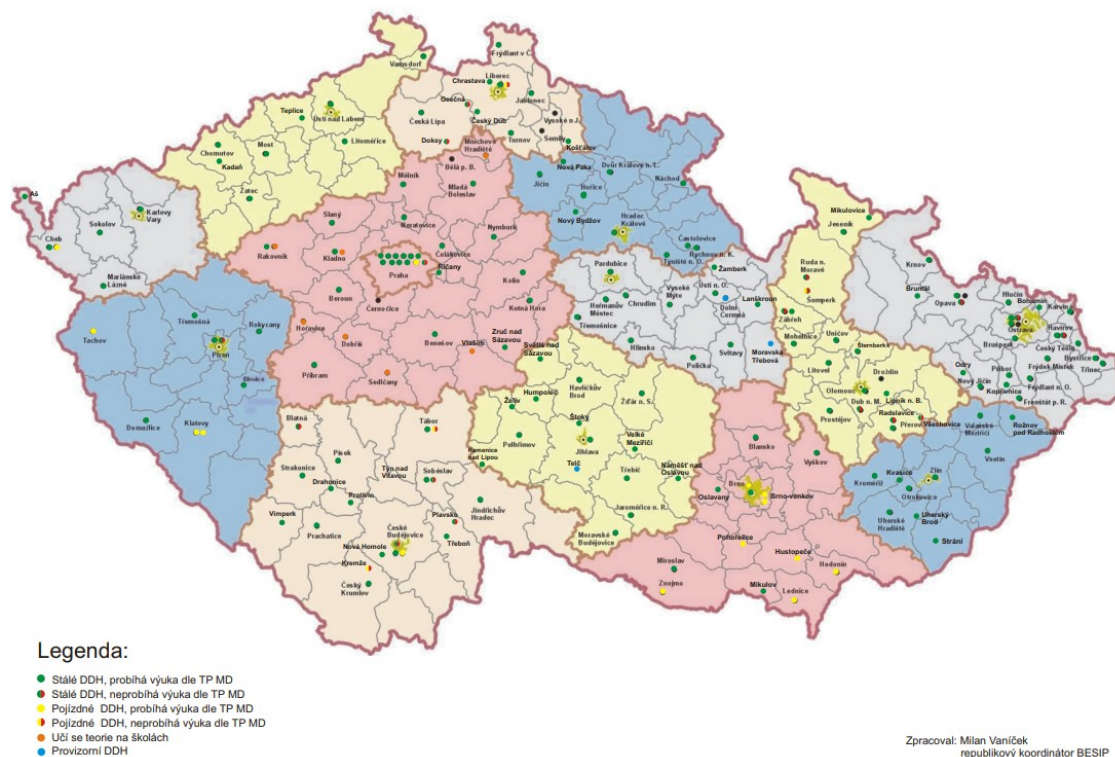 Frýdlant v Č.
Varnsdorf
Liberec
Chrastava
Jablonec
Osečná
Teplice
Ústí nad Labem
Česká Lípa
Český Dub
Vysoké n J.
Semily
Litoměřice
Doksy
Mnichovo
Hradiště
Turnov
Košťálov
Chomutov
Most
Kadaň
Bělá p. B.
Nová Paka
Dvůr Králové n. L.
Jičín
Náchod
Žatec
Mělník
Mladá
Boleslav
Hořice
Aš
Karlovy
Vary
Slaný
Neratovice
Nový Bydžov
Hradec
Králové
Mikulovice
Jeseník
Sokolov
Cheb
Rakovník
Kladno
Nymburk
Čelákovice
Častolovice
Rychnov n. K.
Týniště n. O.
Praha
Říčany
Mariánské
Lázně
Kolín
Pardubice
Žamberk
Ruda n.
Moravě
Krnov
Beroun
Černošice
Kutná Hora
Heřmanův
Městec
Chrudim
Vysoké
Mýto
Ústí n O.
Dolní
Čermná
Lanškroun
Šumperk
Bruntál
Opava
Hlučín
Bohumín
Karviná
Třemošná
Rokycany
Hořovice
Třemošnice
Zábřeh
Ostrava
Havířov
Tachov
Plzeň
Dobříš
Benešov
Vlašim
Zruč nad
Sázavou
Světlá nad
Sázavou
Hlinsko
Polička
Svitavy
Moravská
Třebová
Mohelnice
Uničov
Šternberk
Brušperk
Český Těšín
Bystřice
Třinec
Příbram
Sedlčany
Litovel
Droždín
Odry
Příbor
Frýdek Místek
Nový Jičín
Kopřivnice
Frýdlant n. O.
Frenštát p. R.
Blovice
Humpolec
Havlíčkův
Brod
Žďár n. S.
Olomouc
Dub n. M.
Lipník n. B.
Domažlice
Klatovy
Blatná
Tábor
Želiv
Štoky
Prostějov
Radslavice
Přerov
Všechovice
Valašské
Meziříčí
Rožnov
pod Radhoštěm
Pelhřimov
Jihlava
Velké
Meziříčí
Blansko
Vsetín
Písek
Kamenice
nad Lipou
Telč
Vyškov
Strakonice
Drahonice
Týn nad
Vltavou
Soběslav
Třebíč
Náměšť nad
Oslavou
Kroměříž
Kvasice
Zlín
Protivín
Oslavany
Brno
Brno-venkov
Otrokovice
Vimperk
Jindřichův
Hradec
Jaroměřice n. R.
Uherské
Hradiště
Uherský
Brod
Prachatice
Plavsko
České
Budějovice
Třeboň
Moravské
Budějovice
Pohořelice
Strání
Nová Homole
Kremže
Miroslav
Hustopeče
Hodonín
Český
Krumlov
Znojmo
Mikulov
Lednice
Legenda:
Stálé DDH, probíhá výuka dle TP MD
Stálé DDH, neprobíhá výuka dle TP MD
Pojízdné DDH, probíhá výuka dle TP MD
Pojízdné DDH, neprobíhá výuka dle TP MD
Učí se teorie na školách
Provizorní DDH
Zpracoval: Milan Vaníček
republikový koordinátor BESIP